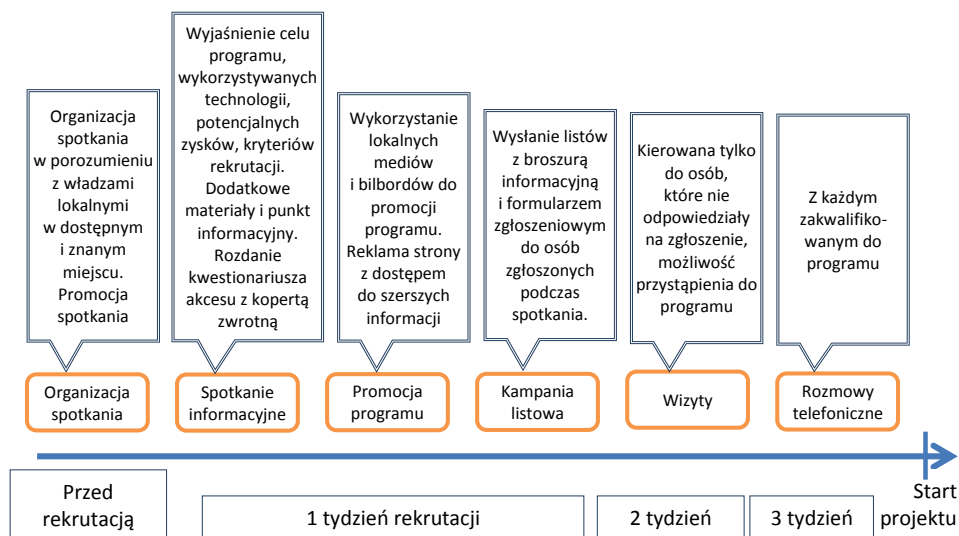 Organizacja
spotkania
w porozumieniu
z władzami
lokalnymi
w dostępnym
i znanym
miejscu.
Promocja
spotkania
Wyjaśnienie celu
programu,
wykorzystywanych
technologii,
potencjalnych
zysków, kryteriów
rekrutacji.
Dodatkowe
materiały i punkt
informacyjny.
Rozdanie
kwestionariusza
akcesu z kopertą
zwrotną
Wykorzystanie
lokalnych
mediów
i bilbordów do
promocji
programu.
Reklama strony
z dostępem
do szerszych
informacji
Wysłanie listów
z broszurą
informacyjną
i formularzem
zgłoszeniowym
do osób
zgłoszonych
podczas
spotkania.
Kierowana tylko
do osób,
które nie
odpowiedziały
na zgłoszenie,
możliwość
przystąpienia do
programu
Z każdym
zakwalifiko-
wanym do
programu
Organizacja
spotkania
Spotkanie
informacyjne
Promocja
programu
Kampania
listowa
Wizyty
Rozmowy
telefoniczne
Przed
rekrutacją
1 tydzień rekrutacji
2 tydzień
3 tydzień
Start
projektu